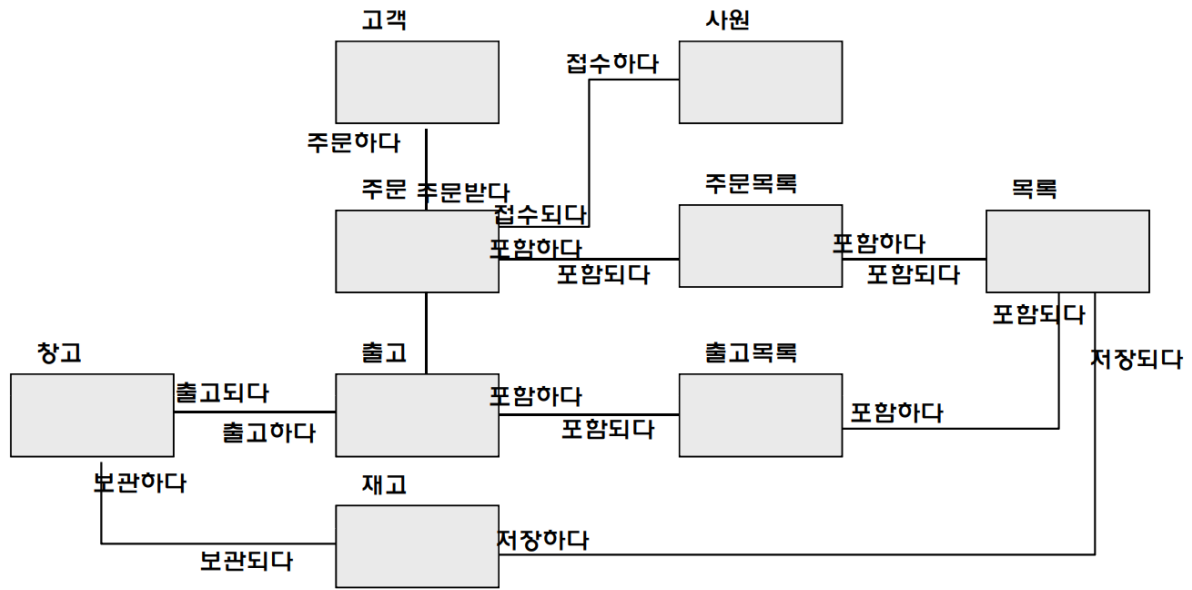 고객
사원
접수하다
주문하다
주문
주문받다
주문목록
목록
접수되다
포함하다
포함되다
포함하다
포함되다
포함되다
창고
출고
출고목록
저장되다
출고되다
출고하다
포함하다
포함되다
포함하다
보관하다
재고
보관되다
저장하다